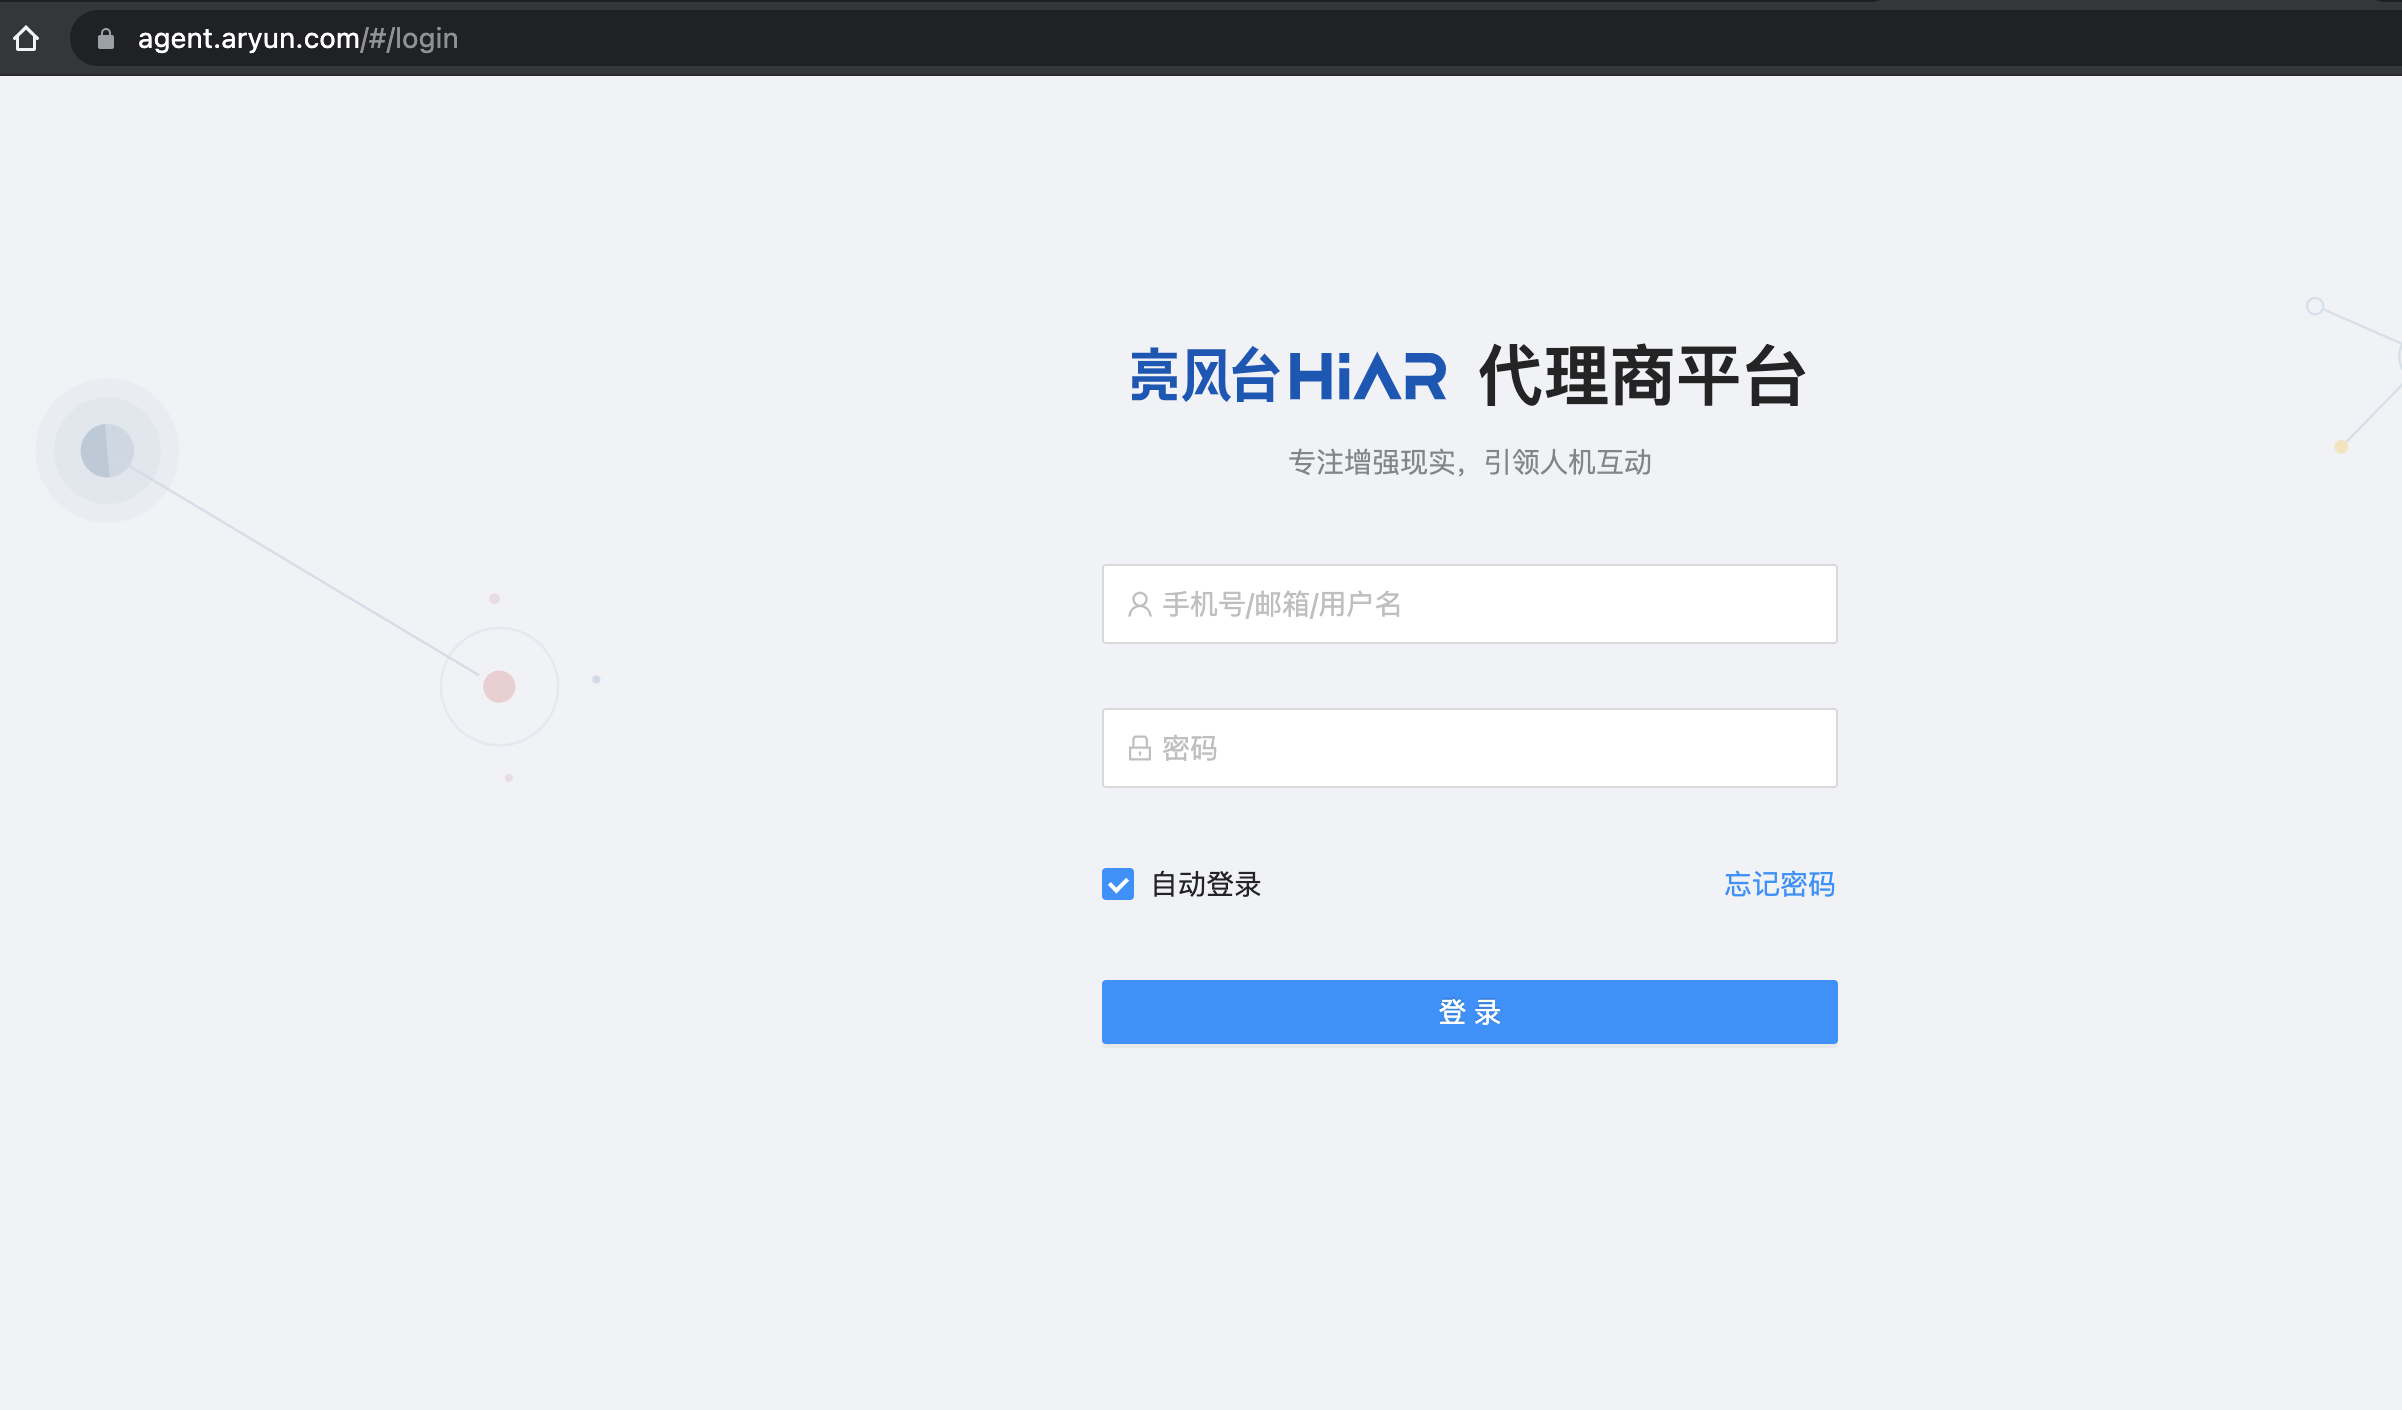 agent.aryun.com/#/login
亮风台HiAR 代理商平台
专注增强现实，引领人机互动
手机号/邮箱/用户名
密码
自动登录 忘记密码
登 录